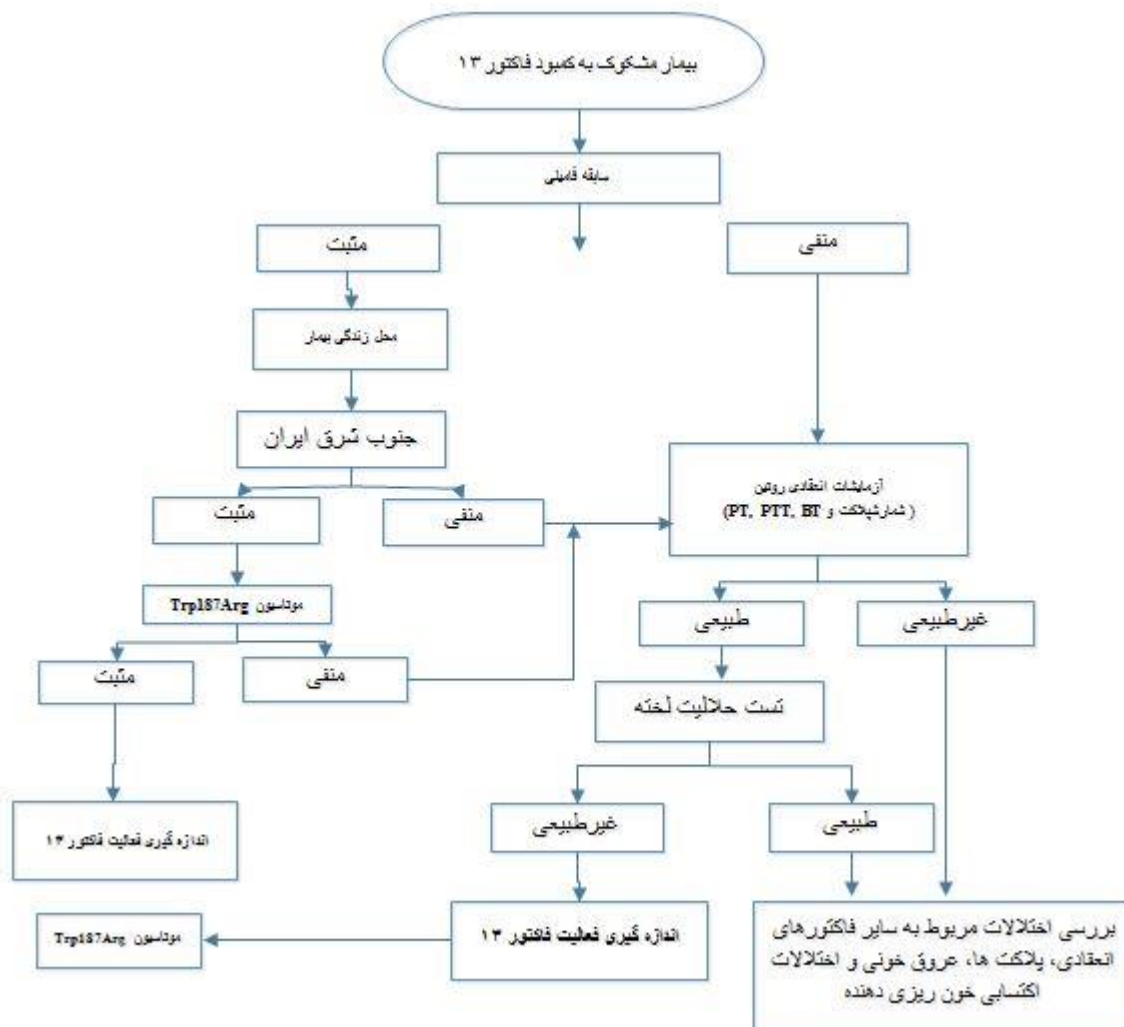 بیمار مشکوک به کمبود فاکتور ۱۳
سابقه فامیلی
مثبت
منفی
محل زندگی بیمار
جنوب شرق ایران
مثبت
منفی
آزمایشات انعقادی روتین
(PT, PTT, BT شمارش‌پلاکت و)
موتاسیون Trp187Arg
طبیعی
غیرطبیعی
مثبت
منفی
تست حلالیت لخته
اندازه گیری فعالیت فاکتور ۱۳
غیرطبیعی
طبیعی
موتاسیون Trp187Arg
اندازه گیری فعالیت فاکتور ۱۳
بررسی اختلالات مربوط به سایر فاکتورهای
انعقادی، پلاکت ها، عروق خونی و اختلالات
اکتسابی خون ریزی دهنده